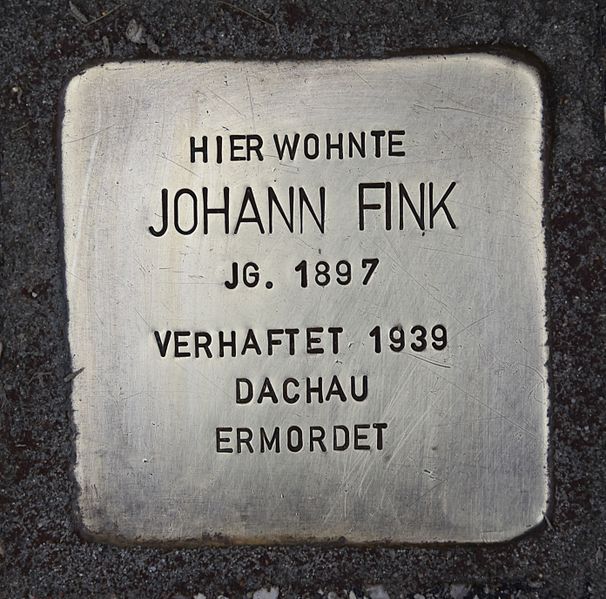 HIER WOHNTE
JOHANN FINK
JG. 1897
VERHAFTET 1939
DACHAU
ERMORDET